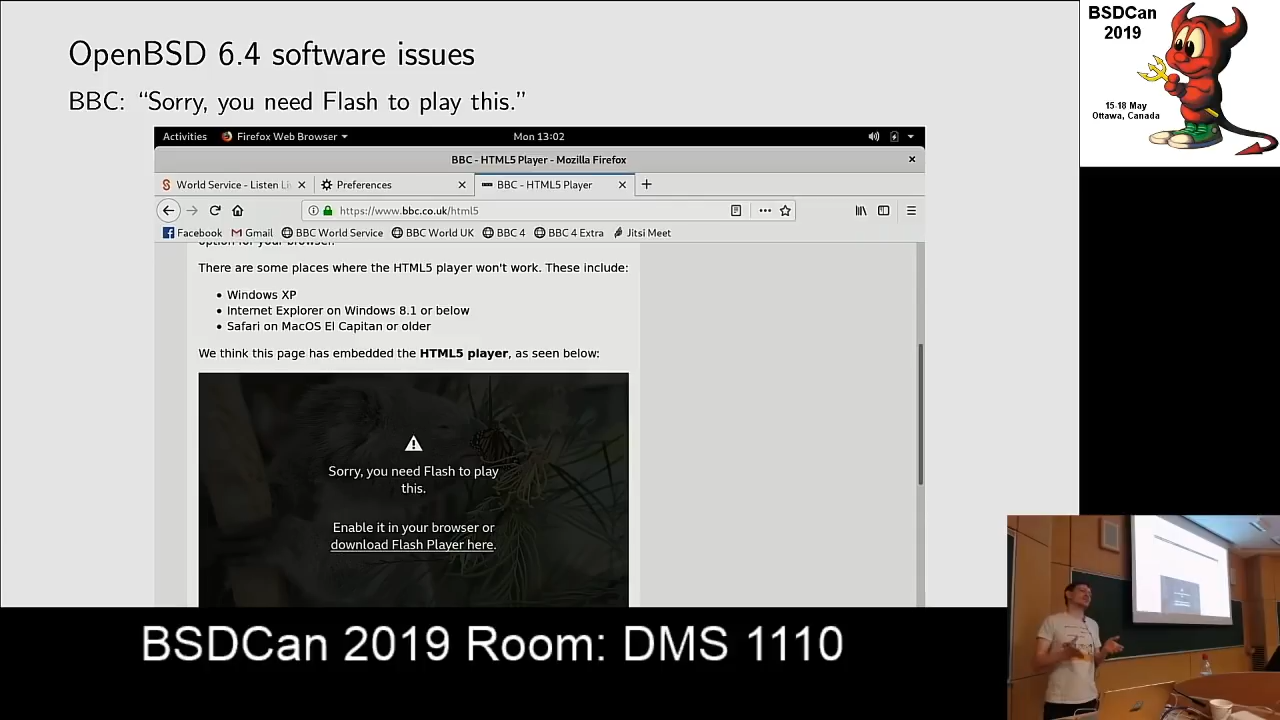 OpenBSD 6.4 software issues
BBC: “Sorry, you need Flash to play this.”
BSDCan
2019
15-18 May
Ottawa, Canada
Activities Firefox Web Browser Mon 13:02
BBC - HTML5 Player - Mozilla Firefox
World Service - Listen Li Preferences BBC - HTML5 Player
https://www.bbc.co.uk/html5
Facebook Gmail BBC World Service BBC World UK BBC 4 BBC 4 Extra Jitsi Meet
option for your browser.
There are some places where the HTML5 player won't work. These include:
• Windows XP
• Internet Explorer on Windows 8.1 or below
• Safari on MacOS El Capitan or older
We think this page has embedded the HTML5 player, as seen below:
Sorry, you need Flash to play
this.
Enable it in your browser or
download Flash Player here.
BSDCan 2019 Room: DMS 1110